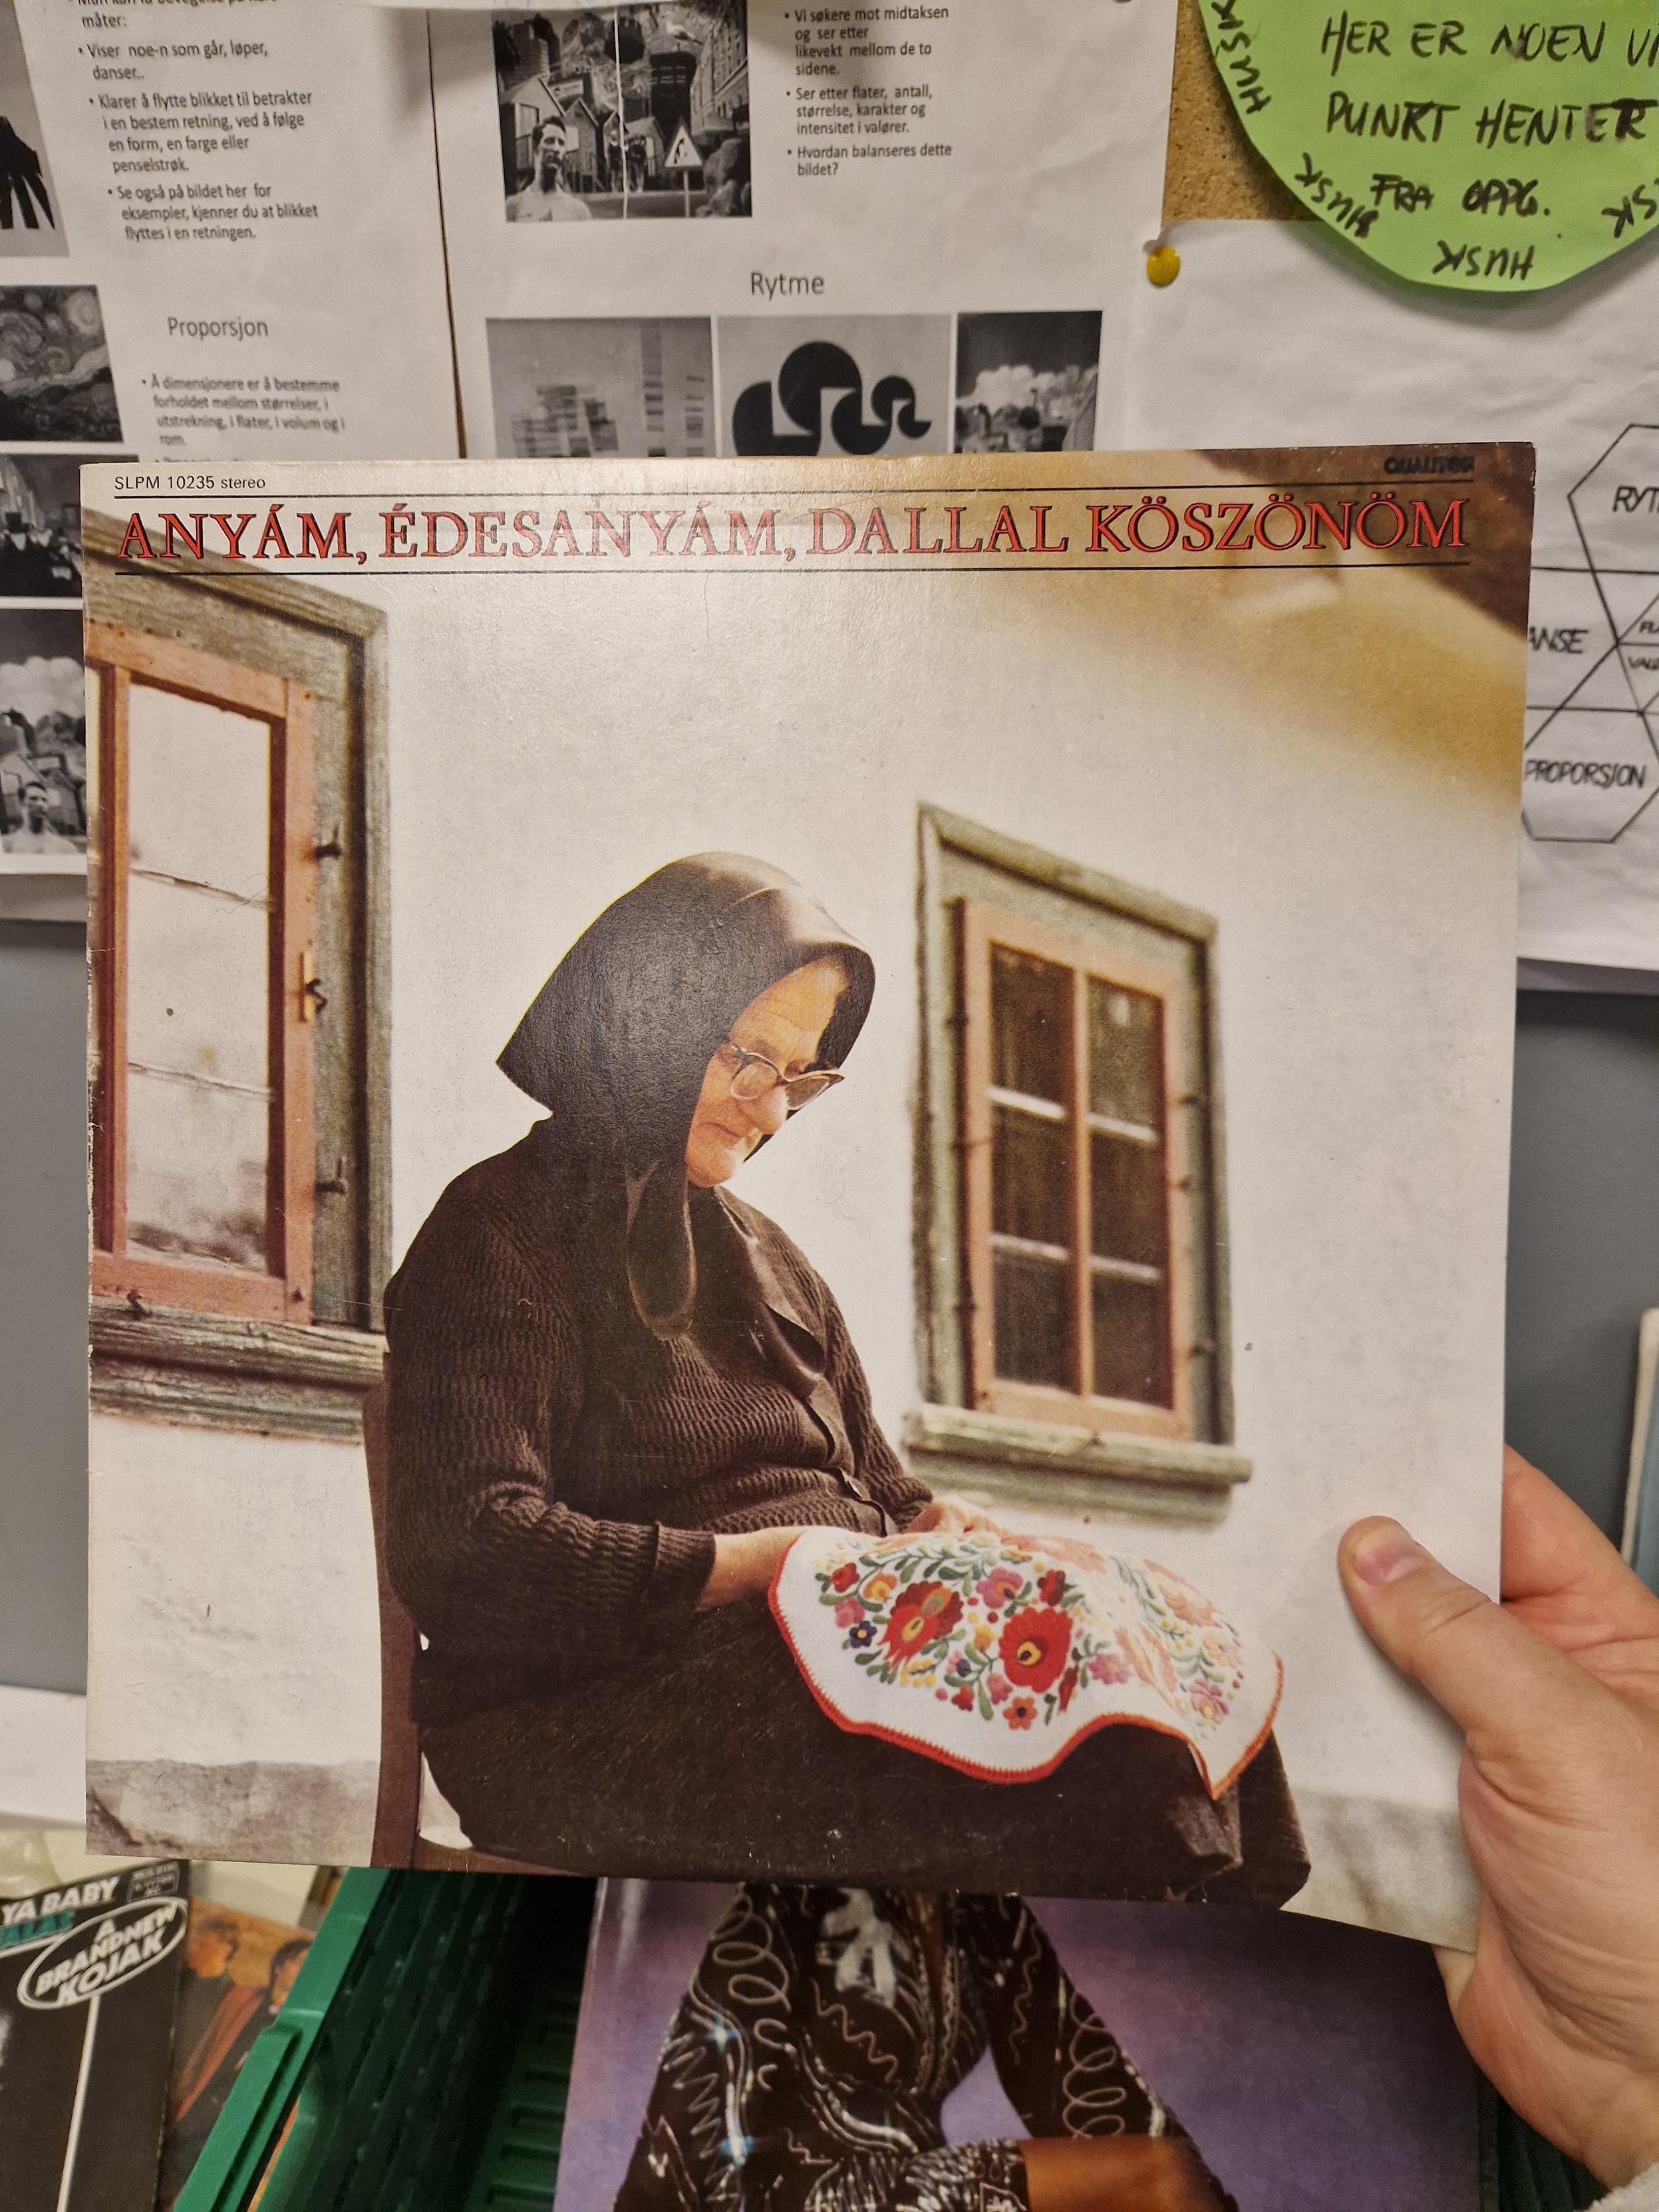 måter:
• Viser noe-n som går, løper,
danser..
• Klarer å flytte blikket til betrakter
i en bestem retning, ved å følge
en form, en farge eller
penselstrøk.
• Se også på bildet her for
eksempler, kjenner du at blikket
flyttes i en retningen.
Proporsjon
• Å dimensjonere er å bestemme
forholdet mellom størrelser, i
utstrekning, i flater, i volum og i
rom.
• Vi søkere mot midtaksen
og ser etter
likevekt mellom de to
sidene.
• Ser etter flater, antall,
størrelse, karakter og
intensitet i valører.
• Hvordan balanseres dette
bildet?
Rytme
HER ER NOEN
PUNKT HENTET
FRA OPPG.
HUSK
HUSK
HUSK
PROPORSJON
SLPM 10235 stereo
QUALITON
ANYÁM, ÉDESANYÁM, DALLAL KÖSZÖNÖM
YA BABY
A
BRANDNEW
KOJAK